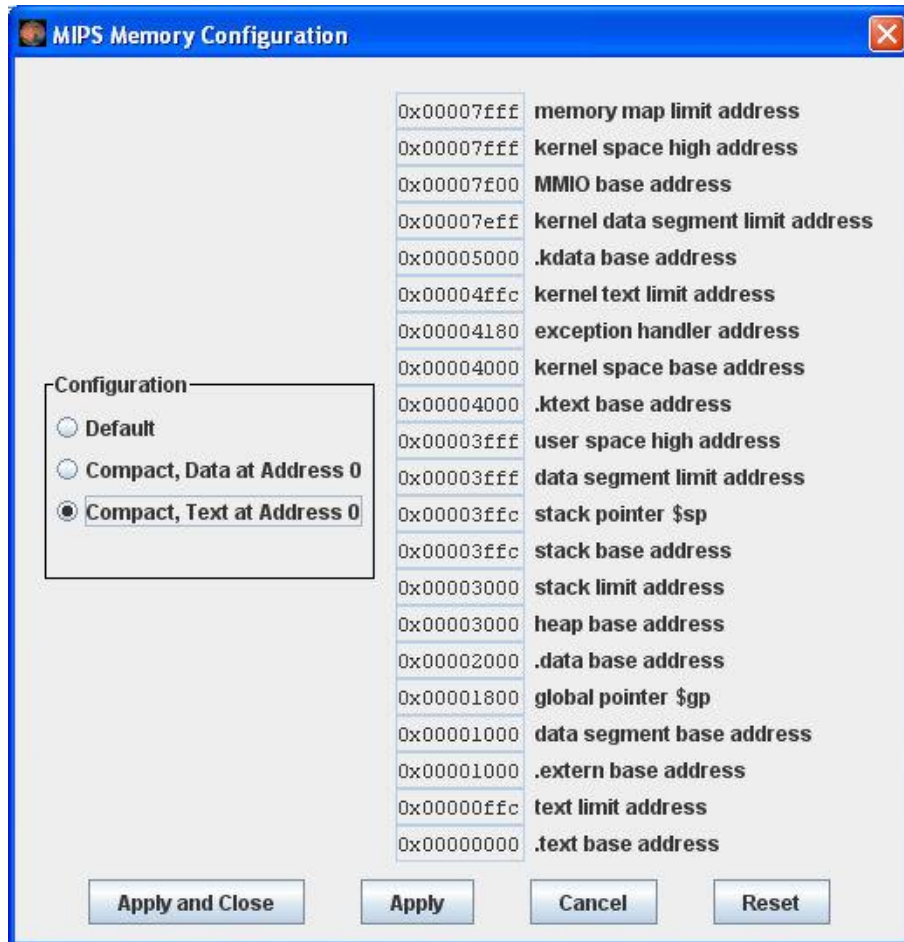 MIPS Memory Configuration
0x00007fff memory map limit address
0x00007fff kernel space high address
0x00007f00 MMIO base address
0x00007eff kernel data segment limit address
0x00005000 .kdata base address
0x00004ffc kernel text limit address
0x00004180 exception handler address
0x00004000 kernel space base address
0x00004000 .ktext base address
0x00003fff user space high address
0x00003fff data segment limit address
0x00003ffc stack pointer $sp
0x00003ffc stack base address
0x00003000 stack limit address
0x00003000 heap base address
0x00002000 .data base address
0x00001800 global pointer $gp
0x00001000 data segment base address
0x00001000 .extern base address
0x00000ffc text limit address
0x00000000 .text base address
Configuration
Default
Compact, Data at Address 0
Compact, Text at Address 0
Apply and Close
Apply
Cancel
Reset